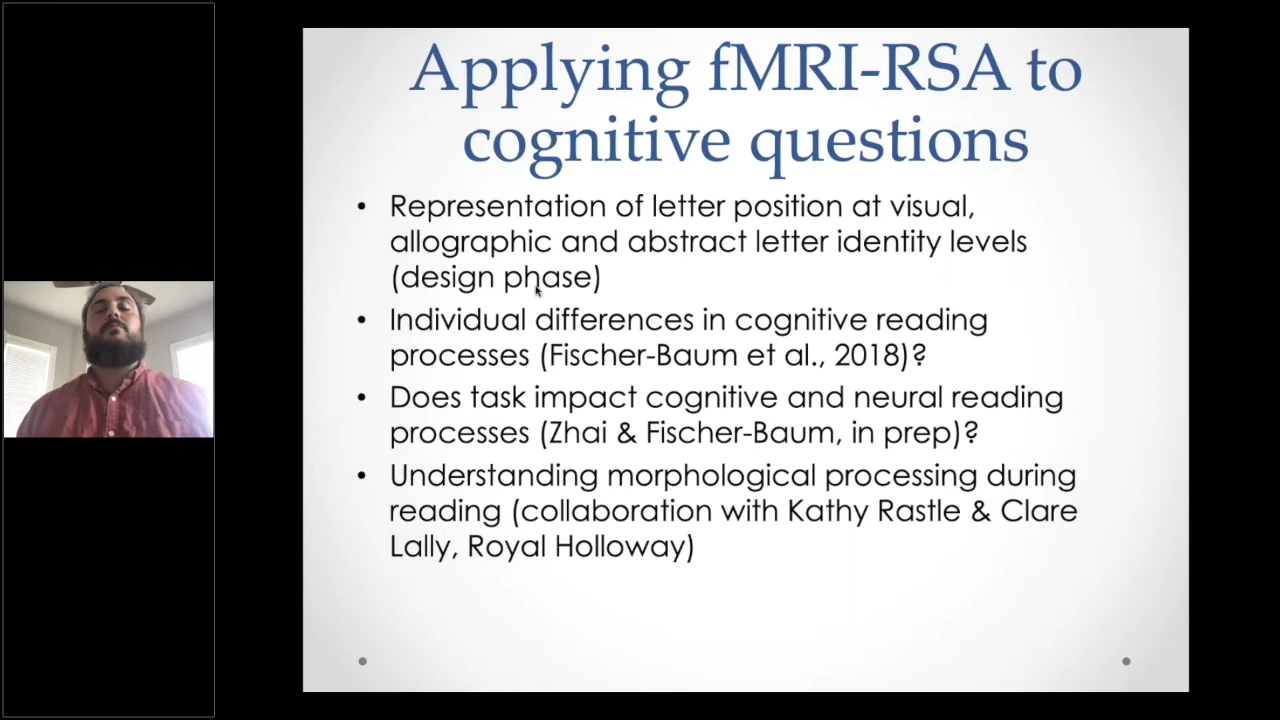 Applying fMRI-RSA to
cognitive questions
• Representation of letter position at visual,
allographic and abstract letter identity levels
(design phase)
• Individual differences in cognitive reading
processes (Fischer-Baum et al., 2018)?
• Does task impact cognitive and neural reading
processes (Zhai & Fischer-Baum, in prep)?
• Understanding morphological processing during
reading (collaboration with Kathy Rastle & Clare
Lally, Royal Holloway)